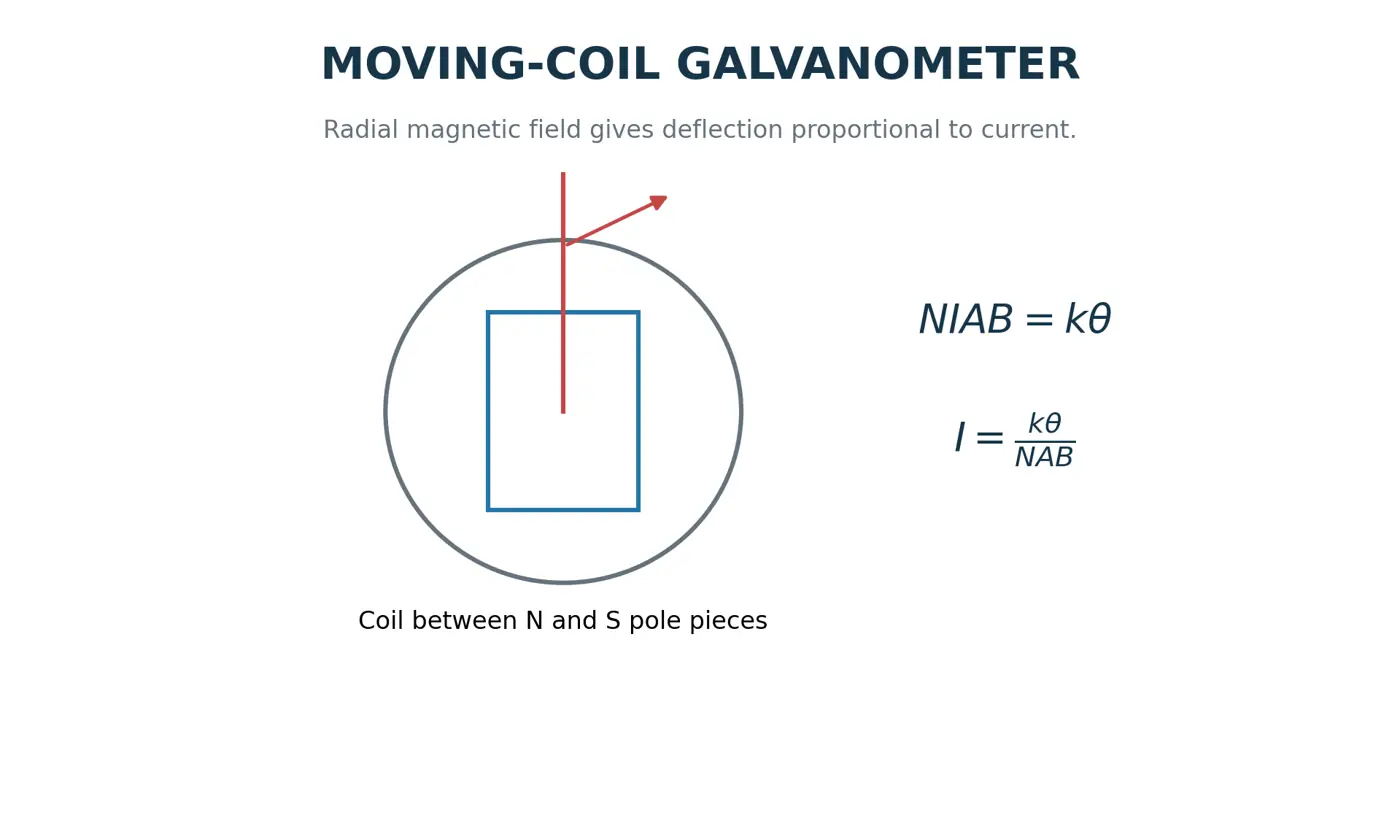 MOVING-COIL GALVANOMETER
Radial magnetic field gives deflection proportional to current.
NIAB = kθ
I = kθ/NAB
Coil between N and S pole pieces